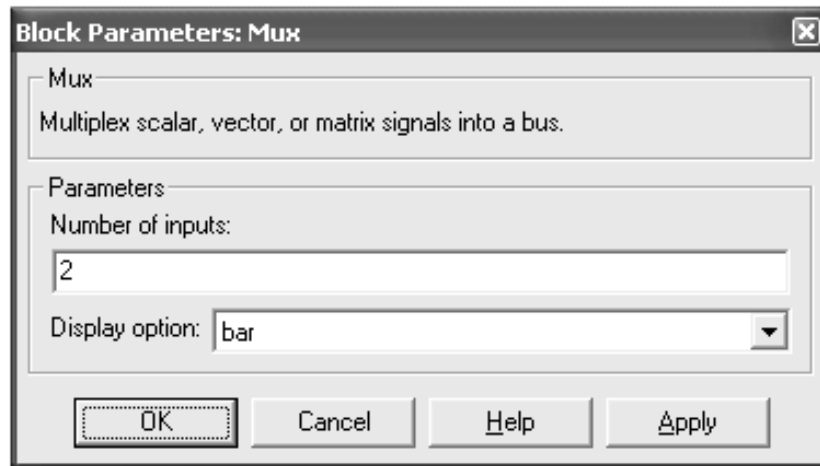 Block Parameters: Mux
Mux
Multiplex scalar, vector, or matrix signals into a bus.
Parameters
Number of inputs:
2
Display option: bar
OK Cancel Help Apply